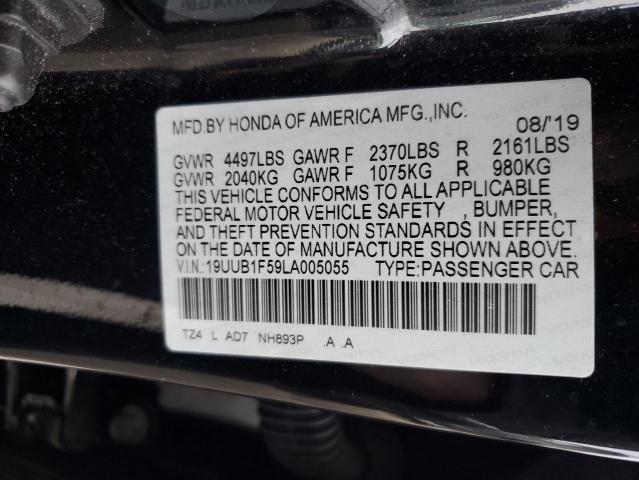 MFD.BY HONDA OF AMERICA MFG.,INC. 08/'19
GVWR 4497LBS GAWR F 2370LBS R 2161LBS
GVWR 2040KG GAWR F 1075KG R 980KG
THIS VEHICLE CONFORMS TO ALL APPLICABLE
FEDERAL MOTOR VEHICLE SAFETY , BUMPER,
AND THEFT PREVENTION STANDARDS IN EFFECT
ON THE DATE OF MANUFACTURE SHOWN ABOVE.
V.I.N.:19UUB1F59LA005055 TYPE:PASSENGER CAR
TZ4 L AD7 NH893P .A .A